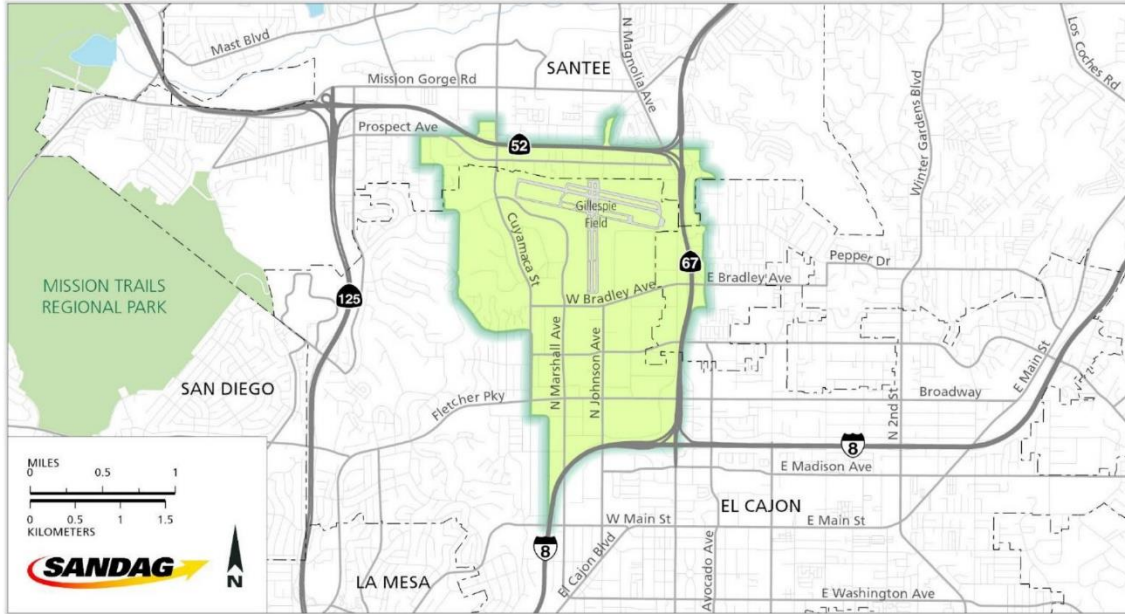 Mast Blvd
Mission Gorge Rd
SANTEE
N Magnolia Ave
Los Coches Rd
Winter Gardens Blvd
Prospect Ave
52
Gillespie
Field
Cuyamaca St
67
E Bradley Ave
Pepper Dr
W Bradley Ave
MISSION TRAILS
REGIONAL PARK
125
SAN DIEGO
N Marshall Ave
N Johnson Ave
Fletcher Pky
Broadway
N 2nd St
E Main St
8
E Madison Ave
EL CAJON
W Main St
E Main St
8
El Cajon Blvd
Avocado Ave
LA MESA
E Washington Ave
MILES
0 0.5 1
0 0.5 1 1.5
KILOMETERS
SANDAG
N